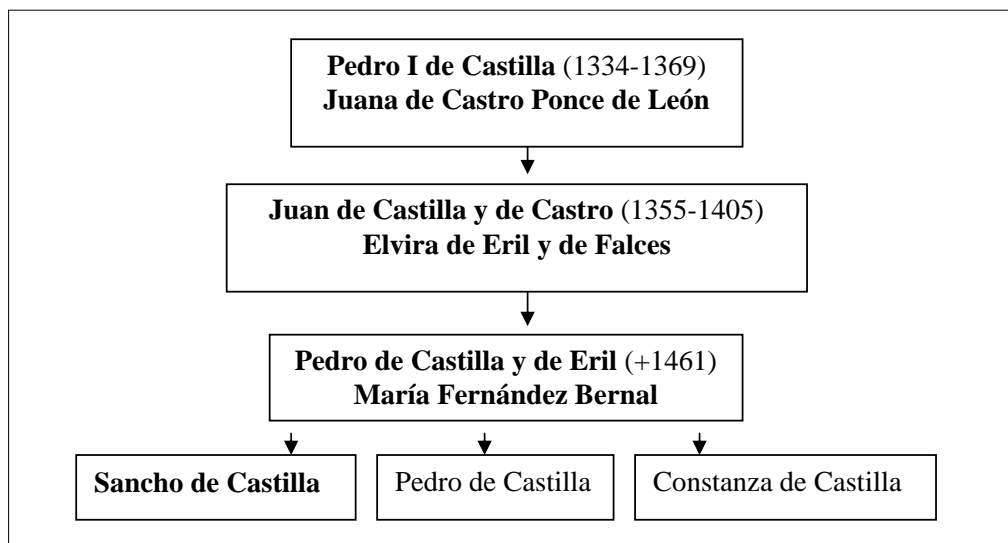 Pedro I de Castilla (1334-1369)
Juana de Castro Ponce de León
Juan de Castilla y de Castro (1355-1405)
Elvira de Eril y de Falces
Pedro de Castilla y de Eril (+1461)
María Fernández Bernal
Sancho de Castilla
Pedro de Castilla
Constanza de Castilla